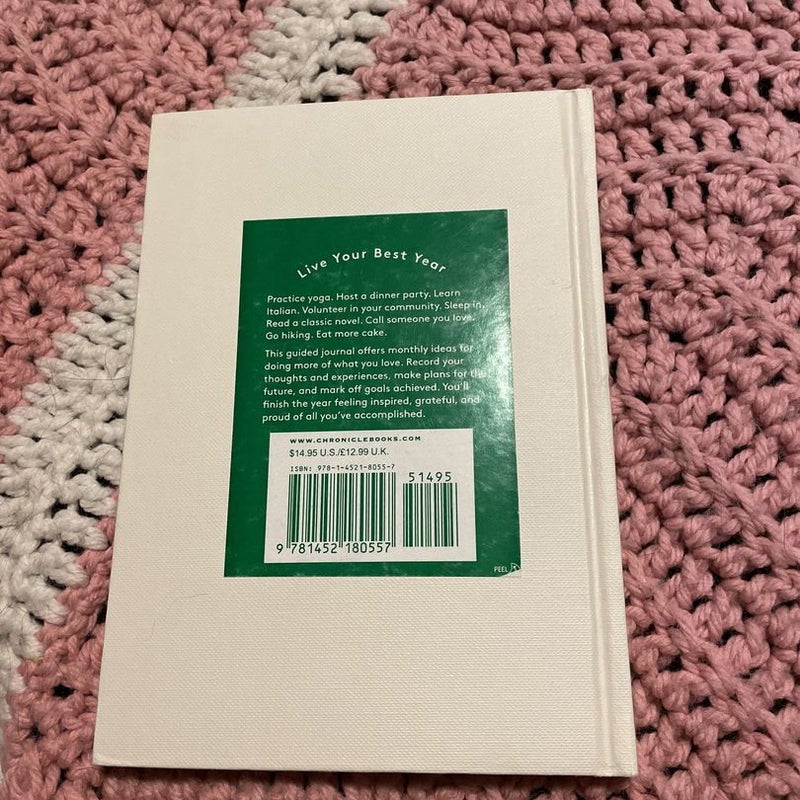 Live Your Best Year
Practice yoga. Host a dinner party. Learn
Italian. Volunteer in your community. Sleep in.
Read a classic novel. Call someone you love.
Go hiking. Eat more cake.
This guided journal offers monthly ideas for
doing more of what you love. Record your
thoughts and experiences, make plans for the
future, and mark off goals achieved. You'll
finish the year feeling inspired, grateful, and
proud of all you've accomplished.
WWW.CHRONICLEBOOKS.COM
$14.95 U.S./£12.99 U.K.
ISBN: 978-1-4521-8055-7
51495
9 781452 180557
PEEL